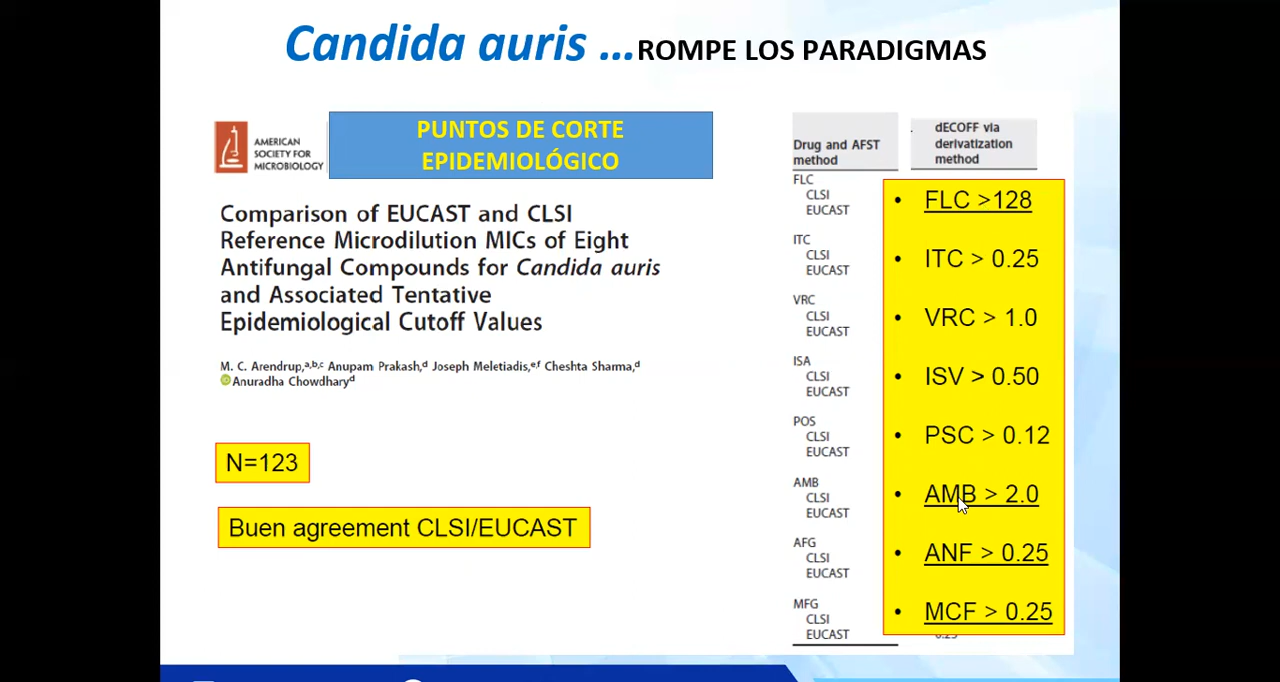 Candida auris ...ROMPE LOS PARADIGMAS
AMERICAN
SOCIETY FOR
MICROBIOLOGY
PUNTOS DE CORTE
EPIDEMIOLÓGICO
Comparison of EUCAST and CLSI
Reference Microdilution MICs of Eight
Antifungal Compounds for Candida auris
and Associated Tentative
Epidemiological Cutoff Values
M. C. Arendrup,a,b,c Anupam Prakash,d Joseph Meletiadis,e,f Cheshta Sharma,d
Anuradha Chowdharyd
N=123
Buen agreement CLSI/EUCAST
Drug and AFST
method
dECOFF via
derivatization
method
FLC
CLSI
EUCAST
ITC
CLSI
EUCAST
VRC
CLSI
EUCAST
ISA
CLSI
EUCAST
POS
CLSI
EUCAST
AMB
CLSI
EUCAST
AFG
CLSI
EUCAST
MFG
CLSI
EUCAST
• FLC >128
• ITC > 0.25
• VRC > 1.0
• ISV > 0.50
• PSC > 0.12
• AMB > 2.0
• ANF > 0.25
• MCF > 0.25